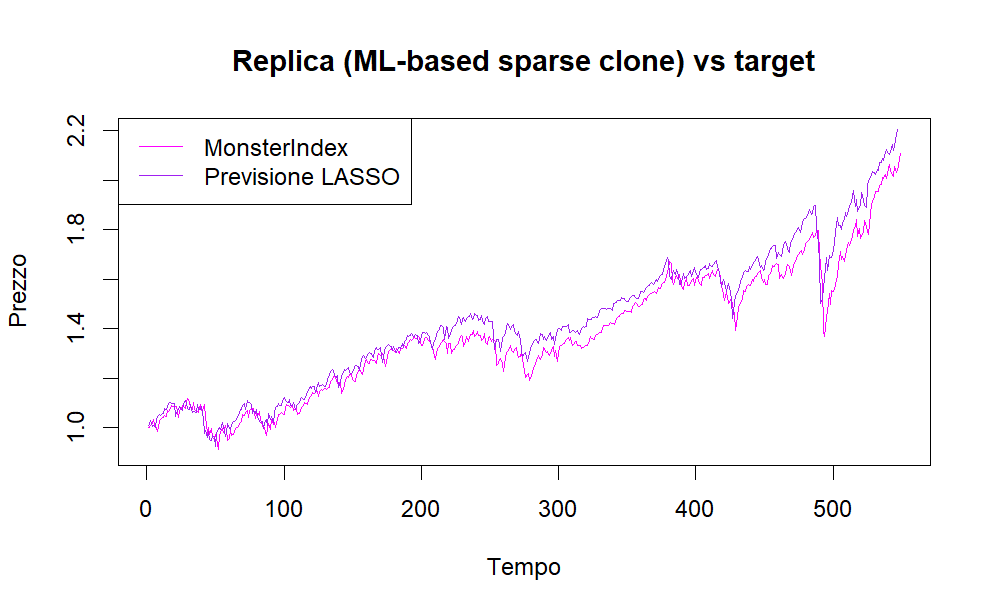 Replica (ML-based sparse clone) vs target
MonsterIndex
Previsione LASSO
2.2
1.8
1.4
1.0
Prezzo
0 100 200 300 400 500
Tempo